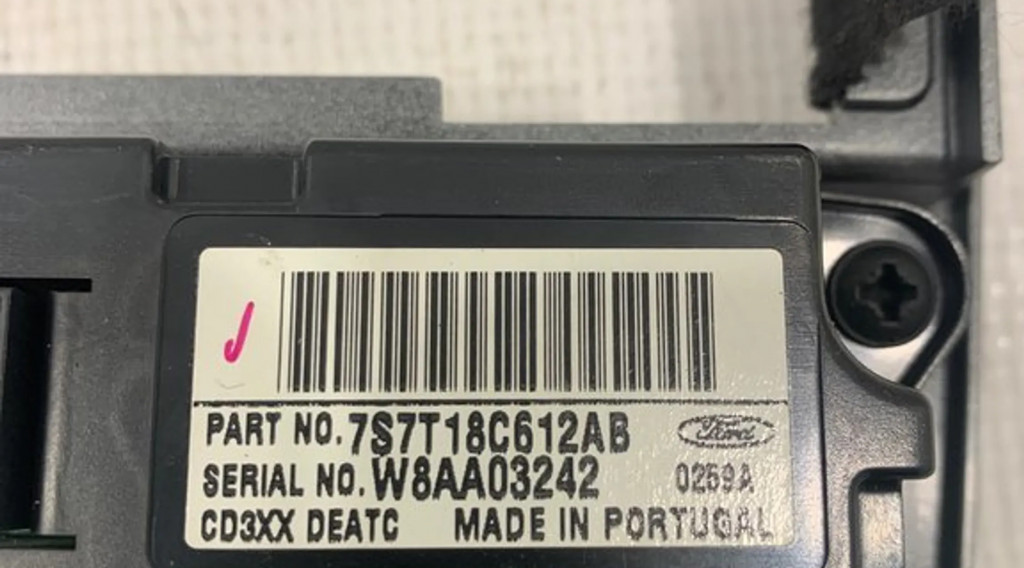 PART NO. 7S7T18C612AB
Ford
SERIAL NO. W8AA03242 0259A
CD3XX DEATC MADE IN PORTUGAL